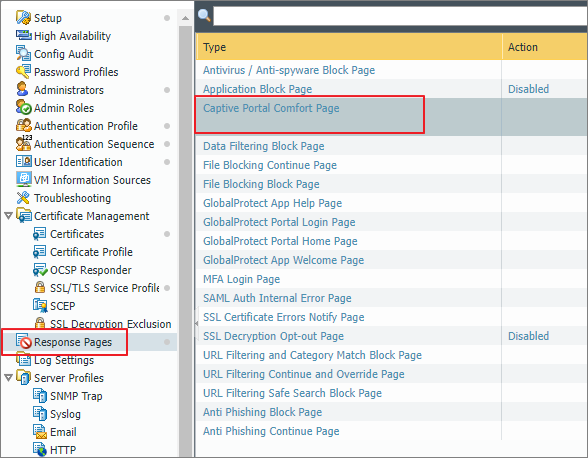 Setup
High Availability
Config Audit
Password Profiles
Administrators
Admin Roles
Authentication Profile
Authentication Sequence
User Identification
VM Information Sources
Troubleshooting
Certificate Management
Certificates
Certificate Profile
OCSP Responder
SSL/TLS Service Profile
SCEP
SSL Decryption Exclusion
Response Pages
Log Settings
Server Profiles
SNMP Trap
Syslog
Email
HTTP
Type Action
Antivirus / Anti-spyware Block Page
Application Block Page Disabled
Captive Portal Comfort Page
Data Filtering Block Page
File Blocking Continue Page
File Blocking Block Page
GlobalProtect App Help Page
GlobalProtect Portal Login Page
GlobalProtect Portal Home Page
GlobalProtect App Welcome Page
MFA Login Page
SAML Auth Internal Error Page
SSL Certificate Errors Notify Page
SSL Decryption Opt-out Page Disabled
URL Filtering and Category Match Block Page
URL Filtering Continue and Override Page
URL Filtering Safe Search Block Page
Anti Phishing Block Page
Anti Phishing Continue Page